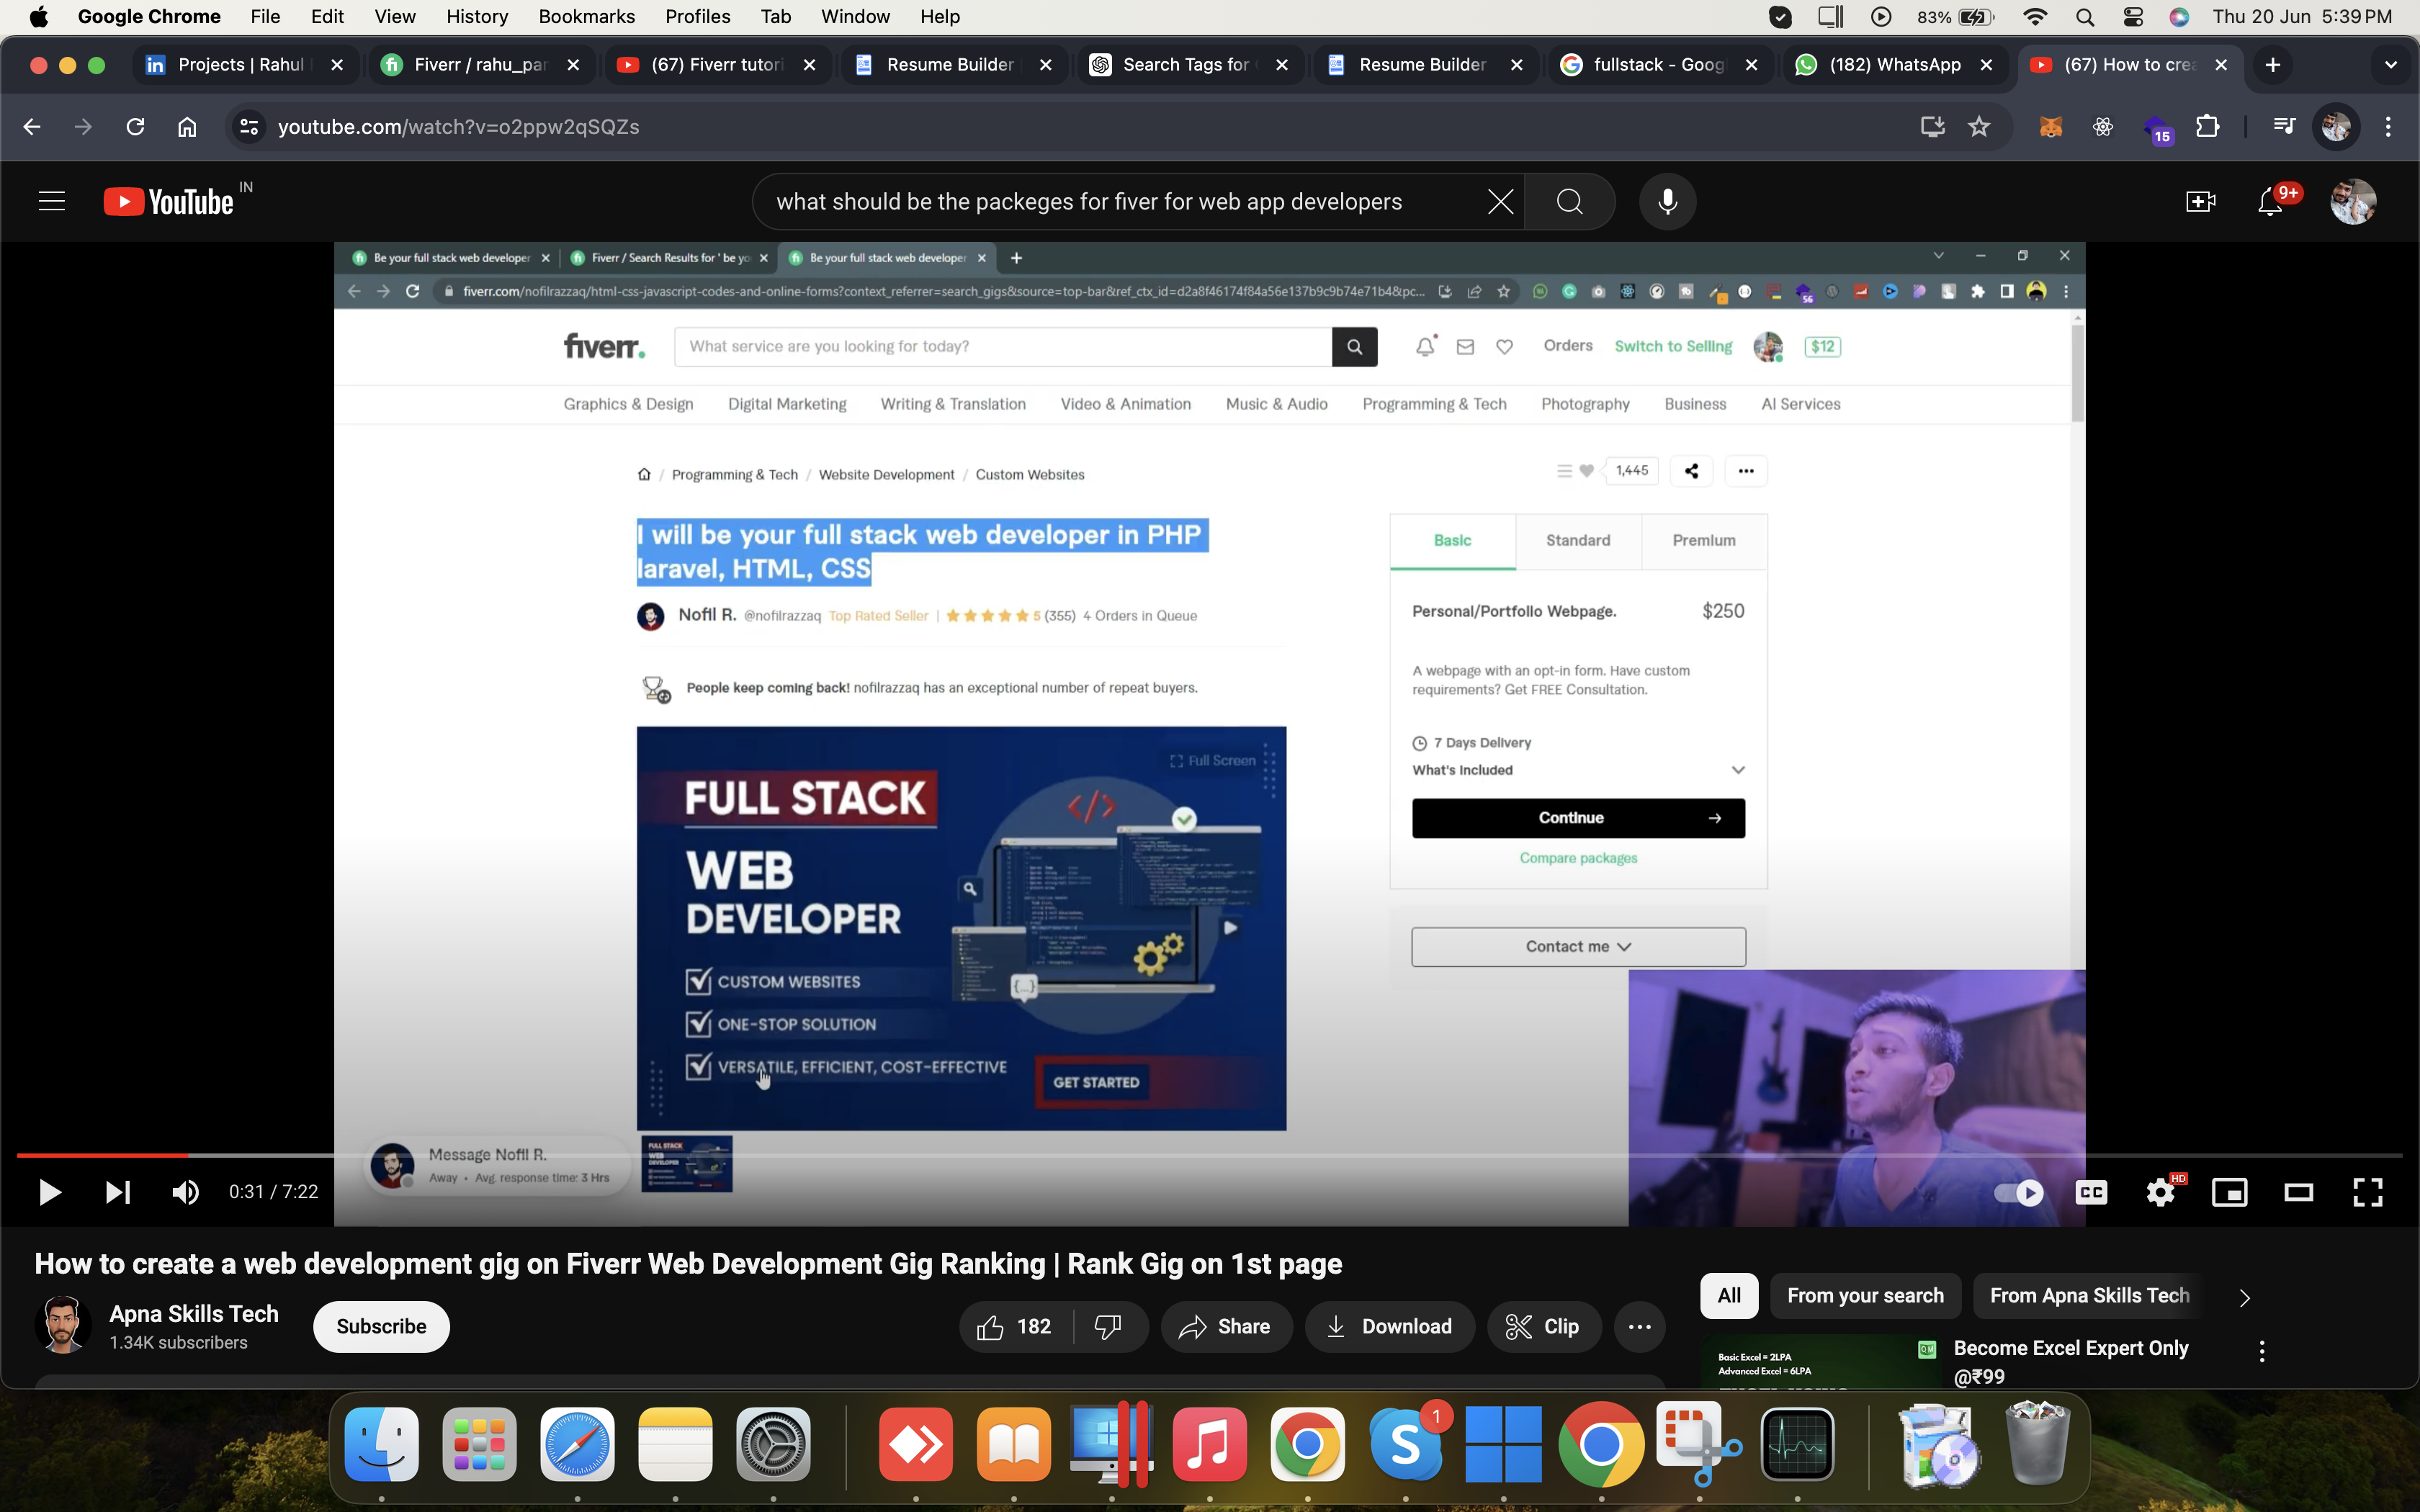 Google Chrome File Edit View History Bookmarks Profiles Tab Window Help 83% Thu 20 Jun 5:39 PM
Projects | Rahul
Fiverr / rahu_par
(67) Fiverr tutori
Resume Builder
Search Tags for
Resume Builder
fullstack - Goog
(182) WhatsApp
(67) How to crea
youtube.com/watch?v=o2ppw2qSQZs
15
YouTube IN
what should be the packeges for fiver for web app developers
9+
Be your full stack web developer
Fiverr / Search Results for ' be yo
Be your full stack web developer
fiverr.com/nofilrazzaq/html-css-javascript-codes-and-online-forms?context_referrer=search_gigs&source=top-bar&ref_ctx_id=d2a8f46174f84a56e137b9c9b74e71b4&pc...
56
fiverr.
What service are you looking for today?
Orders Switch to Selling $12
Graphics & Design Digital Marketing Writing & Translation Video & Animation Music & Audio Programming & Tech Photography Business AI Services
/ Programming & Tech / Website Development / Custom Websites
1,445
I will be your full stack web developer in PHP
laravel, HTML, CSS
Nofil R. @nofilrazzaq Top Rated Seller | 5 (355) 4 Orders in Queue
People keep coming back! nofilrazzaq has an exceptional number of repeat buyers.
Full Screen
FULL STACK
WEB
DEVELOPER
CUSTOM WEBSITES
ONE-STOP SOLUTION
VERSATILE, EFFICIENT, COST-EFFECTIVE
GET STARTED
Basic Standard Premium
Personal/Portfolio Webpage. $250
A webpage with an opt-in form. Have custom
requirements? Get FREE Consultation.
7 Days Delivery
What's Included
Continue
Compare packages
Contact me
Message Nofil R.
Away • Avg. response time: 3 Hrs
FULL STACK
WEB
DEVELOPER
0:31 / 7:22
CC
HD
How to create a web development gig on Fiverr Web Development Gig Ranking | Rank Gig on 1st page
Apna Skills Tech
1.34K subscribers
Subscribe
182
Share
Download
Clip
All
From your search
From Apna Skills Tech
Basic Excel = 2LPA
Advanced Excel = 6LPA
Become Excel Expert Only
@₹99
1